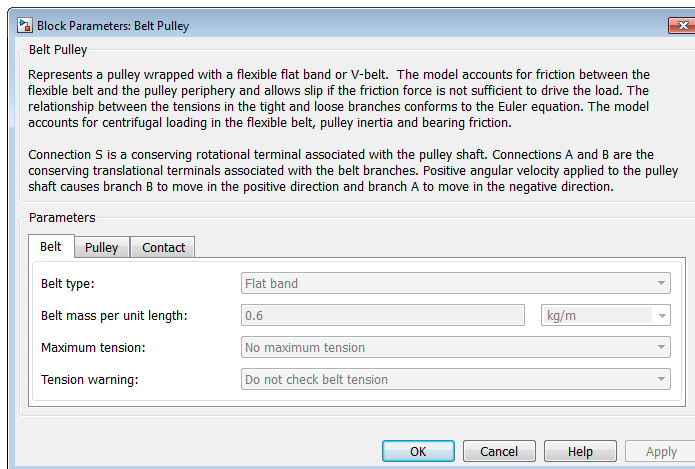 Block Parameters: Belt Pulley
Belt Pulley
Represents a pulley wrapped with a flexible flat band or V-belt.  The model accounts for friction between the
flexible belt and the pulley periphery and allows slip if the friction force is not sufficient to drive the load. The
relationship between the tensions in the tight and loose branches conforms to the Euler equation. The model
accounts for centrifugal loading in the flexible belt, pulley inertia and bearing friction.
Connection S is a conserving rotational terminal associated with the pulley shaft. Connections A and B are the
conserving translational terminals associated with the belt branches. Positive angular velocity applied to the pulley
shaft causes branch B to move in the positive direction and branch A to move in the negative direction.
Parameters
Belt Pulley Contact
Belt type: Flat band
Belt mass per unit length: 0.6 kg/m
Maximum tension: No maximum tension
Tension warning: Do not check belt tension
OK Cancel Help Apply